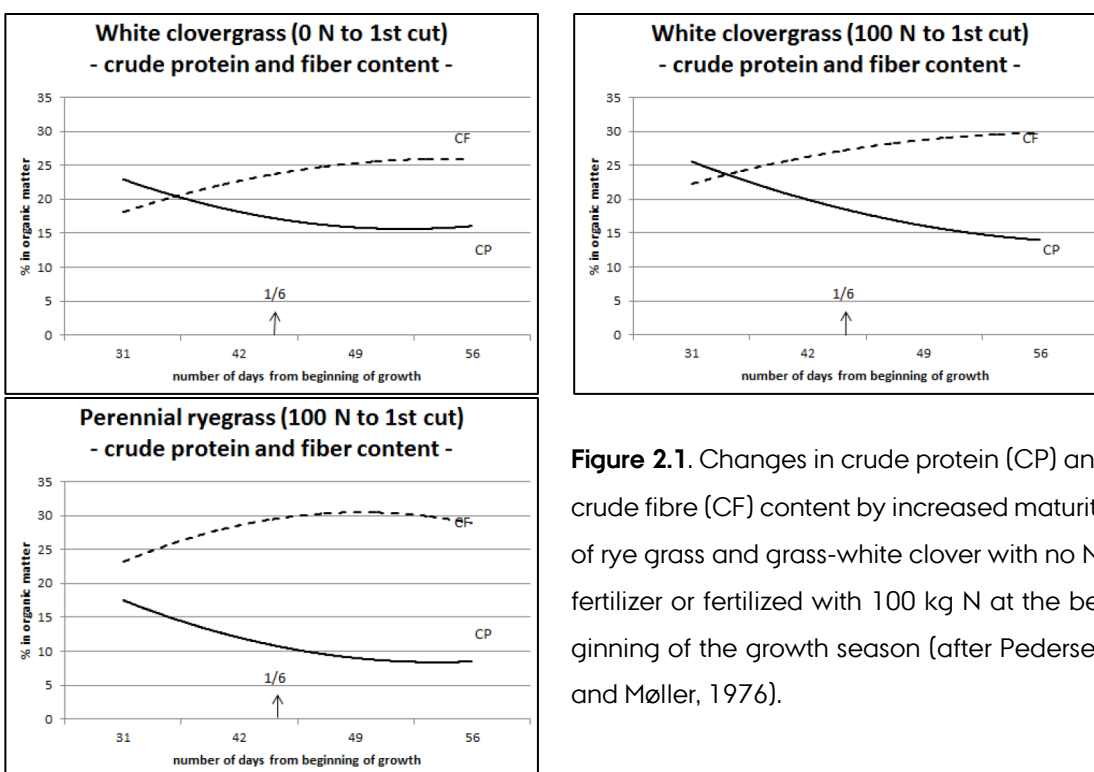 White clovergrass (0 N to 1st cut)
- crude protein and fiber content -
35
30
25
20
15
10
5
0
% in organic matter
CF
CP
1/6
31 42 49 56
number of days from beginning of growth
White clovergrass (100 N to 1st cut)
- crude protein and fiber content -
35
30
25
20
15
10
5
0
% in organic matter
CF
CP
1/6
31 42 49 56
number of days from beginning of growth
Perennial ryegrass (100 N to 1st cut)
- crude protein and fiber content -
35
30
25
20
15
10
5
0
% in organic matter
CF
CP
1/6
31 42 49 56
number of days from beginning of growth
Figure 2.1. Changes in crude protein (CP) an
crude fibre (CF) content by increased maturit
of rye grass and grass-white clover with no N
fertilizer or fertilized with 100 kg N at the be
ginning of the growth season (after Pederse
and Møller, 1976).